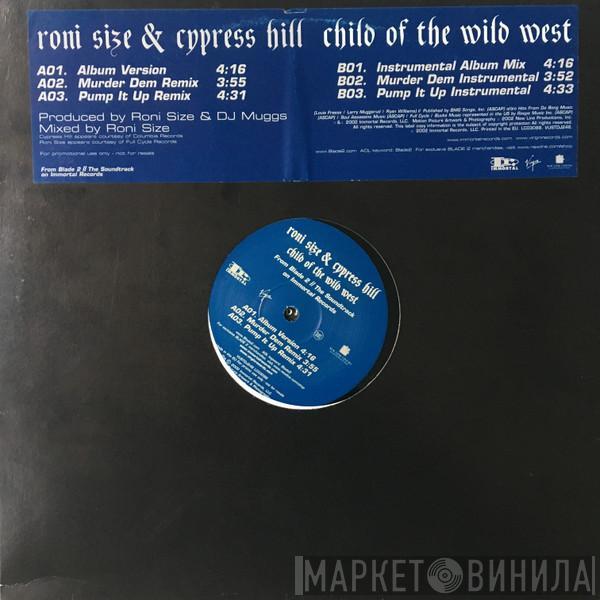 roni size & cypress hill
child of the wild west
A01. Album Version 4:16
A02. Murder Dem Remix 3:55
A03. Pump It Up Remix 4:31
B01. Instrumental Album Mix 4:16
B02. Murder Dem Instrumental 3:52
B03. Pump It Up Instrumental 4:33
Produced by Roni Size & DJ Muggs
Mixed by Roni Size
Cypress Hill appears courtesy of Columbia Records
Roni Size appears courtesy of Full Cycle Records
For promotional use only - not for resale
From Blade 2 // The Soundtrack
on Immortal Records
IMMORTAL
Virgin
roni size & cypress hill
child of the wild west
From Blade 2 // The Soundtrack
on Immortal Records
IMMORTAL
Virgin
A01. Album Version 4:16
A02. Murder Dem Remix 3:55
A03. Pump It Up Remix 4:31
МАРКЕТ ВИНИЛА